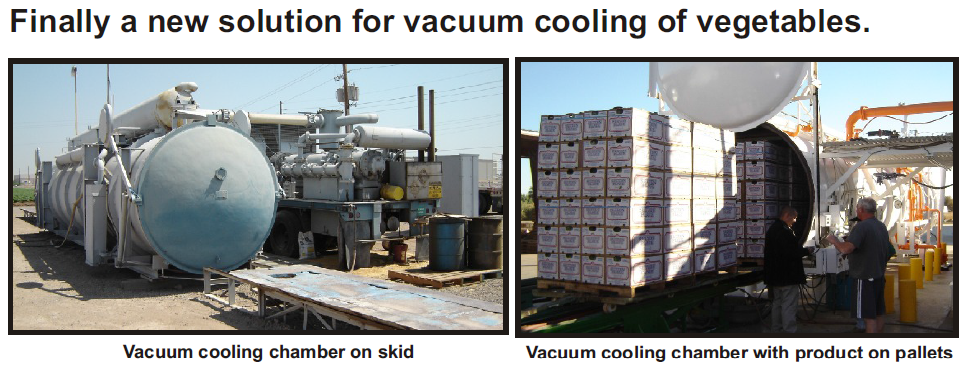 Finally a new solution for vacuum cooling of vegetables.
Vacuum cooling chamber on skid
Vacuum cooling chamber with product on pallets